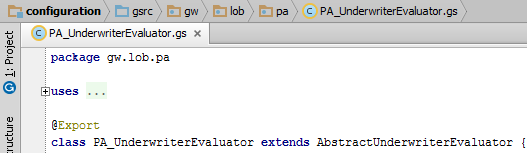 configuration gsrc gw lob pa PA_UnderwriterEvaluator.gs
PA_UnderwriterEvaluator.gs ×
1: Project
package gw.lob.pa
uses ...
@Export
class PA_UnderwriterEvaluator extends AbstractUnderwriterEvaluator {